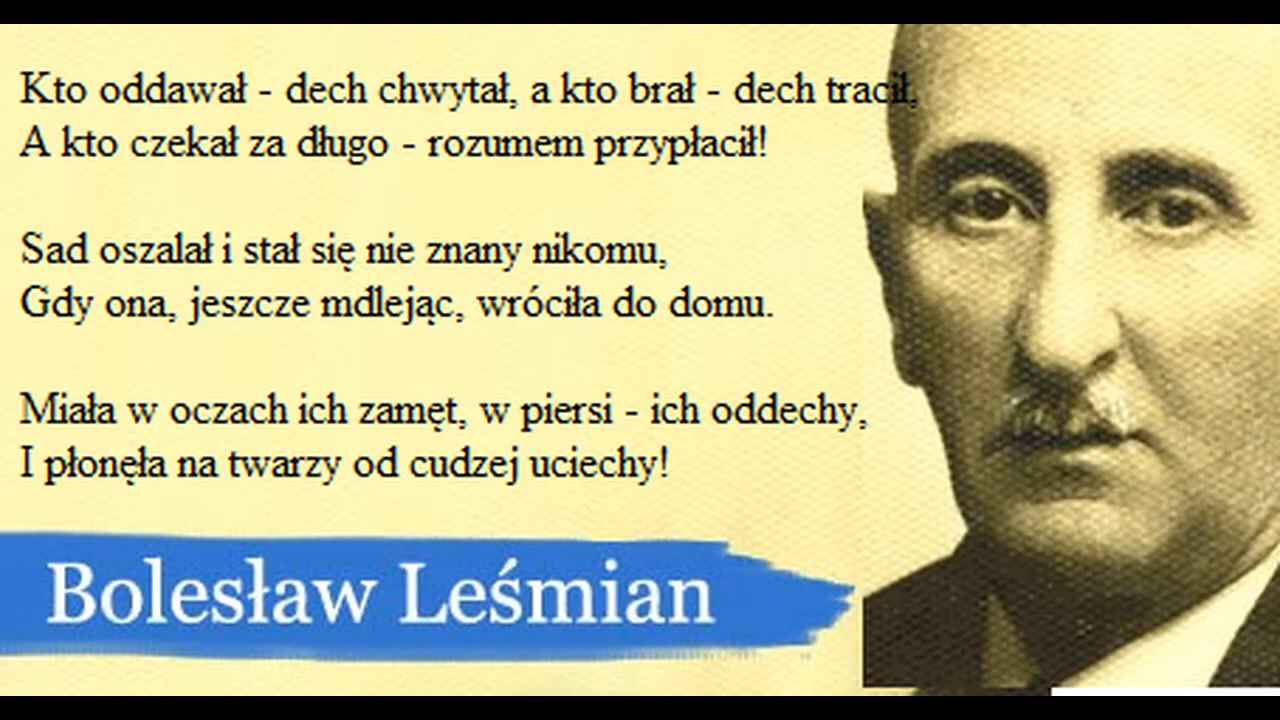 Kto oddawał - dech chwytał, a kto brał - dech tracił,
A kto czekał za długo - rozumem przypłacił!
Sad oszalał i stał się nie znany nikomu,
Gdy ona, jeszcze mdlejąc, wróciła do domu.
Miała w oczach ich zamęt, w piersi - ich oddechy,
I płonęła na twarzy od cudzej uciechy!
Bolesław Leśmian